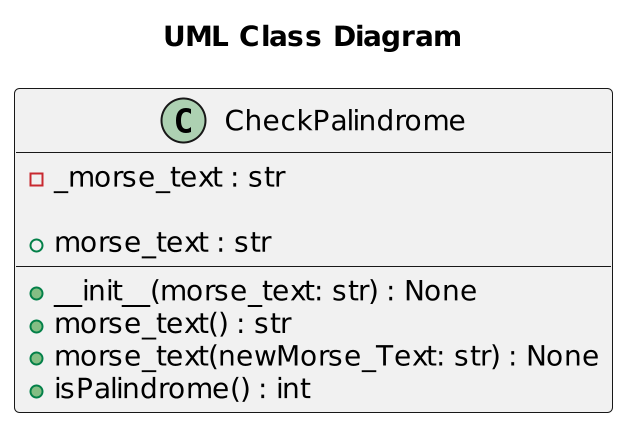 UML Class Diagram
C CheckPalindrome
_morse_text : str
morse_text : str
__init__(morse_text: str) : None
morse_text() : str
morse_text(newMorse_Text: str) : None
isPalindrome() : int